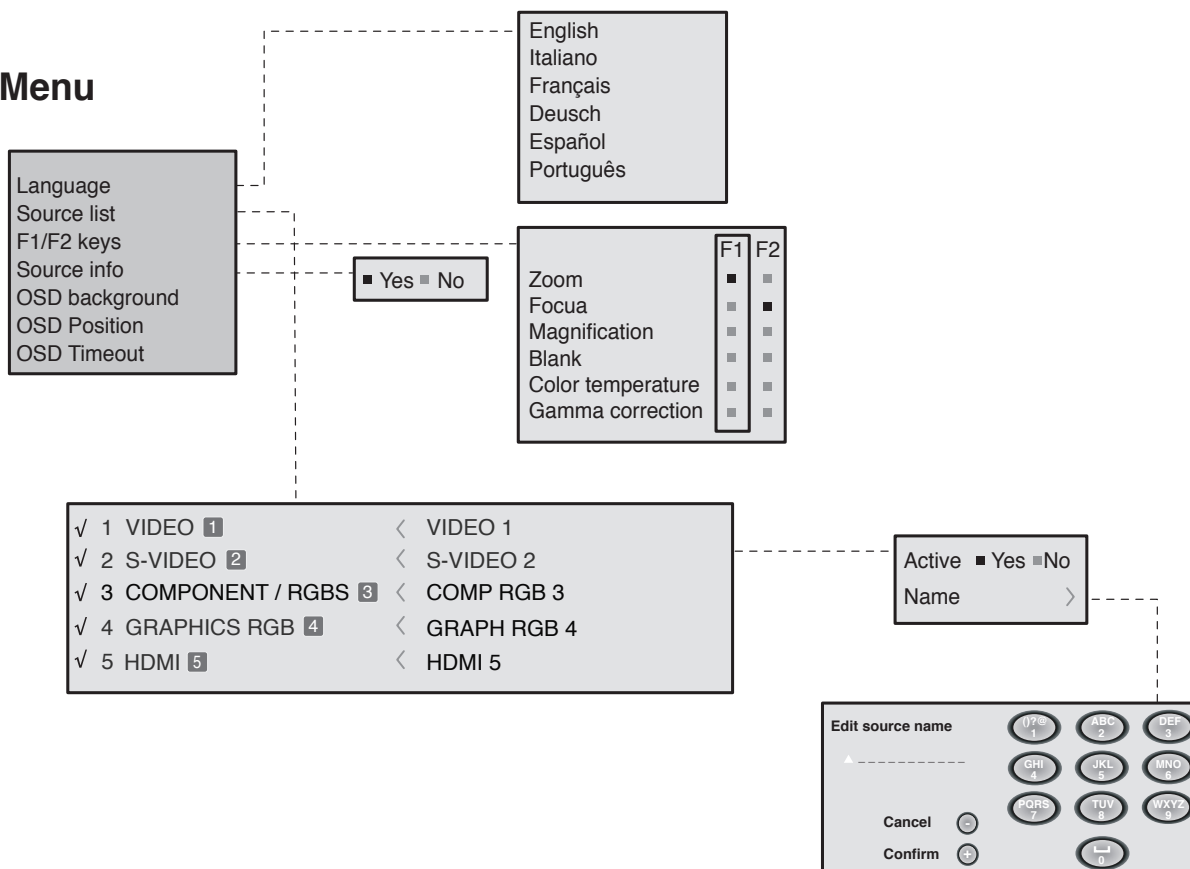 Menu
Language
Source list
F1/F2 keys
Source info
OSD background
OSD Position
OSD Timeout
English
Italiano
Français
Deusch
Español
Português
Yes No
F1 F2
Zoom
Focua
Magnification
Blank
Color temperature
Gamma correction
√ 1 VIDEO 1 < VIDEO 1
√ 2 S-VIDEO 2 < S-VIDEO 2
√ 3 COMPONENT / RGBS 3 < COMP RGB 3
√ 4 GRAPHICS RGB 4 < GRAPH RGB 4
√ 5 HDMI 5 < HDMI 5
Active Yes No
Name >
Edit source name
()?@ 1
ABC 2
DEF 3
GHI 4
JKL 5
MNO 6
PQRS 7
TUV 8
WXYZ 9
Cancel -
Confirm +
0